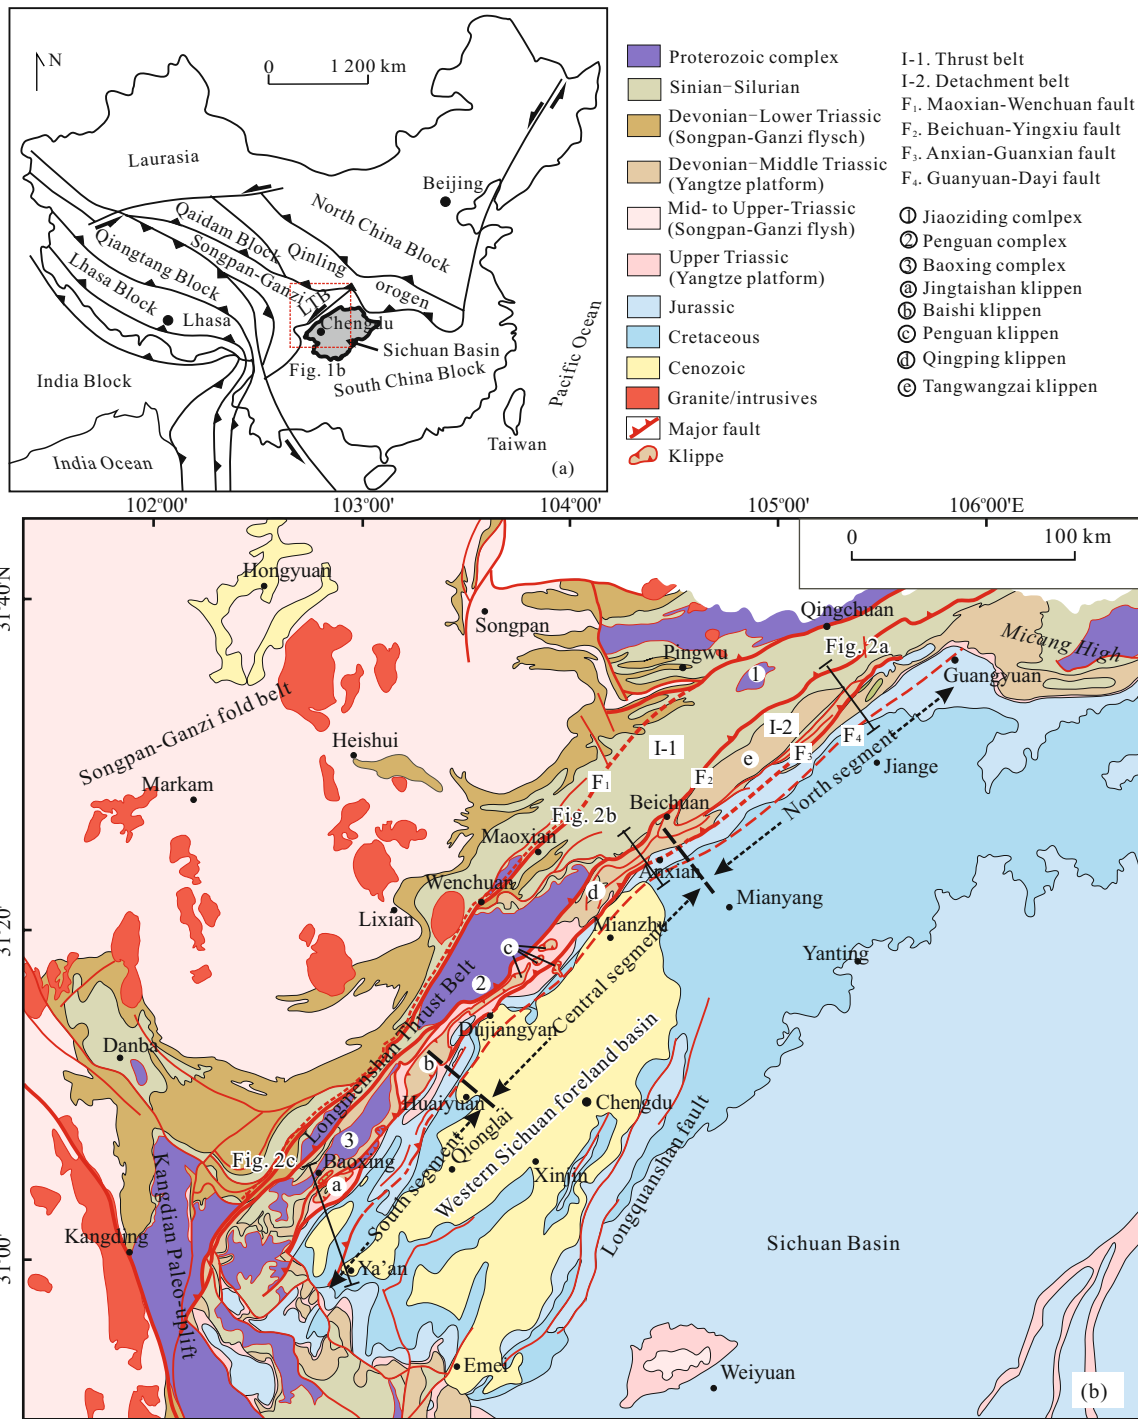 N
0 1 200 km
Laurasia
Beijing
North China Block
Qaidam Block
Songpan-Ganzi
Qinling
orogen
Qiangtang Block
Lhasa Block
Lhasa
LTB
Chengdu
Sichuan Basin
Fig. 1b
South China Block
India Block
India Ocean
Pacific Ocean
Taiwan
(a)
Proterozoic complex
Sinian−Silurian
Devonian−Lower Triassic
(Songpan-Ganzi flysch)
Devonian−Middle Triassic
(Yangtze platform)
Mid- to Upper-Triassic
(Songpan-Ganzi flysh)
Upper Triassic
(Yangtze platform)
Jurassic
Cretaceous
Cenozoic
Granite/intrusives
Major fault
Klippe
I-1. Thrust belt
I-2. Detachment belt
F1. Maoxian-Wenchuan fault
F2. Beichuan-Yingxiu fault
F3. Anxian-Guanxian fault
F4. Guanyuan-Dayi fault
1 Jiaoziding comlpex
2 Penguan complex
3 Baoxing complex
a Jingtaishan klippen
b Baishi klippen
c Penguan klippen
d Qingping klippen
e Tangwangzai klippen
102°00'
103°00'
104°00'
105°00'
106°00'E
31°40'N
31°20'
31°00'
0 100 km
Hongyuan
Songpan
Qingchuan
Pingwu
Fig. 2a
Micang High
Guangyuan
1
Songpan-Ganzi fold belt
Heishui
Markam
I-1
I-2
e
F1
F2
F3
F4
Jiange
North segment
Beichuan
Fig. 2b
Maoxian
Anxian
Wenchuan
d
Mianyang
Lixian
Mianzhu
Yanting
c
2
Central segment
Longmenshan Thrust Belt
Dujiangyan
Danba
b
Huaiyuan
Chengdu
Western Sichuan foreland basin
3
Fig. 2c
Baoxing
a
Qionglai
Xinjin
South segment
Longquanshan fault
Kangding
Kangdian Paleo-uplift
Ya'an
Sichuan Basin
Emei
Weiyuan
(b)